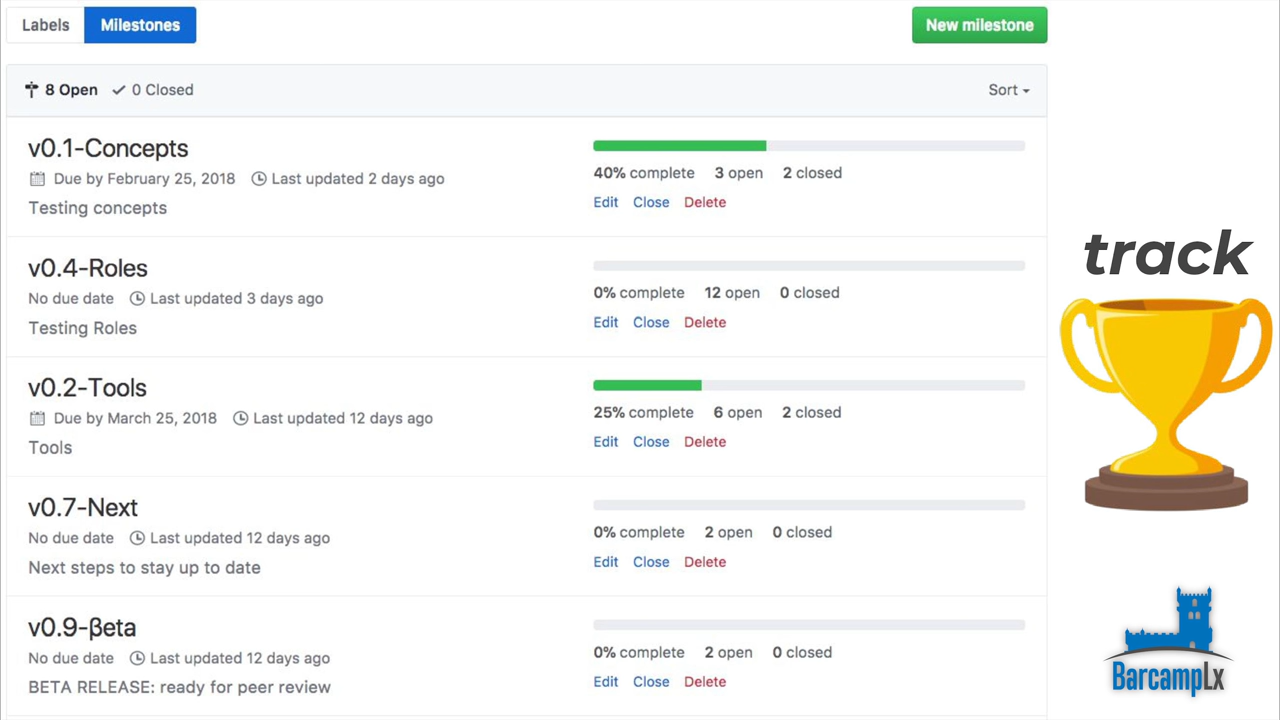 Labels Milestones New milestone
8 Open 0 Closed Sort
v0.1-Concepts
Due by February 25, 2018 Last updated 2 days ago
Testing concepts
40% complete 3 open 2 closed
Edit Close Delete
v0.4-Roles
No due date Last updated 3 days ago
Testing Roles
0% complete 12 open 0 closed
Edit Close Delete
v0.2-Tools
Due by March 25, 2018 Last updated 12 days ago
Tools
25% complete 6 open 2 closed
Edit Close Delete
v0.7-Next
No due date Last updated 12 days ago
Next steps to stay up to date
0% complete 2 open 0 closed
Edit Close Delete
v0.9-βeta
No due date Last updated 12 days ago
BETA RELEASE: ready for peer review
0% complete 2 open 0 closed
Edit Close Delete
track
BarcampLx